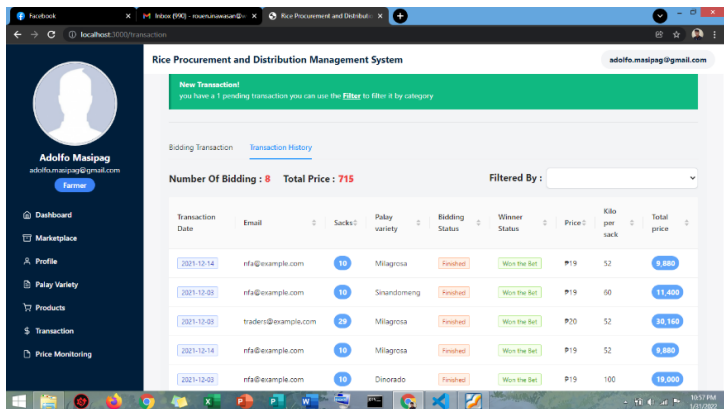 Facebook
Inbox (990) - rouerunawasan@
Rice Procurement and Distribut
localhost:3000/transaction
Rice Procurement and Distribution Management System
adolfo.masipag@gmail.com
New Transaction!
you have a 1 pending transaction you can use the Filter to filter it by category
Adolfo Masipag
adolfo.masipag@gmail.com
Farmer
Dashboard
Marketplace
Profile
Palay Variety
Products
$ Transaction
Price Monitoring
Bidding Transaction Transaction History
Number Of Bidding : 8 Total Price : 715
Filtered By :
Transaction Date Email Sacks Palay variety Bidding Status Winner Status Price Kilo per sack Total price
2021-12-14 nfa@example.com 10 Milagrosa Finished Won the Bet ₱19 52 9,880
2021-12-03 nfa@example.com 10 Sinandomeng Finished Won the Bet ₱19 60 11,400
2021-12-03 traders@example.com 29 Milagrosa Finished Won the Bet ₱20 52 30,160
2021-12-14 nfa@example.com 10 Milagrosa Finished Won the Bet ₱19 52 9,880
2021-12-03 nfa@example.com 10 Dinorado Finished Won the Bet ₱19 100 19,000
10:57 PM
1/31/2022